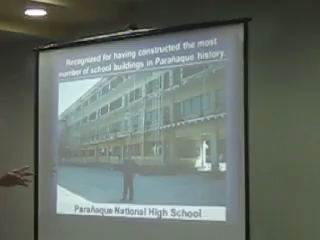 Recognized for having constructed the most
number of school buildings in Parañaque history.
Parañaque National High School